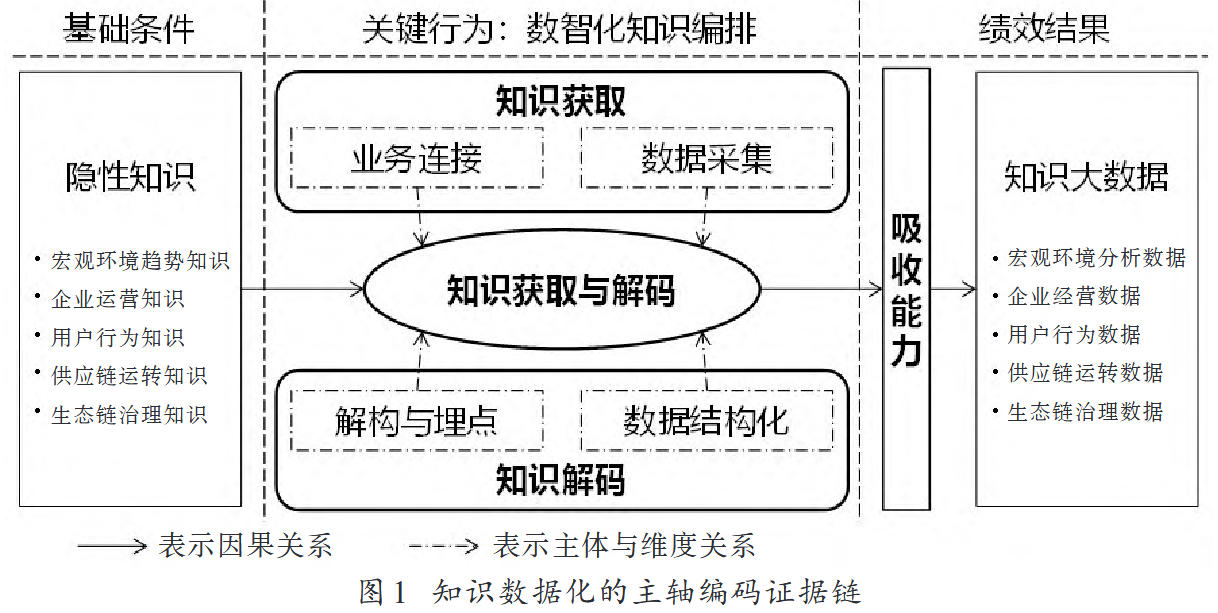 基础条件
关键行为：数智化知识编排
绩效结果
隐性知识
• 宏观环境趋势知识
• 企业运营知识
• 用户行为知识
• 供应链运转知识
• 生态链治理知识
知识获取
业务连接
数据采集
知识获取与解码
解构与埋点
数据结构化
知识解码
吸收能力
知识大数据
• 宏观环境分析数据
• 企业经营数据
• 用户行为数据
• 供应链运转数据
• 生态链治理数据
表示因果关系
表示主体与维度关系
图1 知识数据化的主轴编码证据链